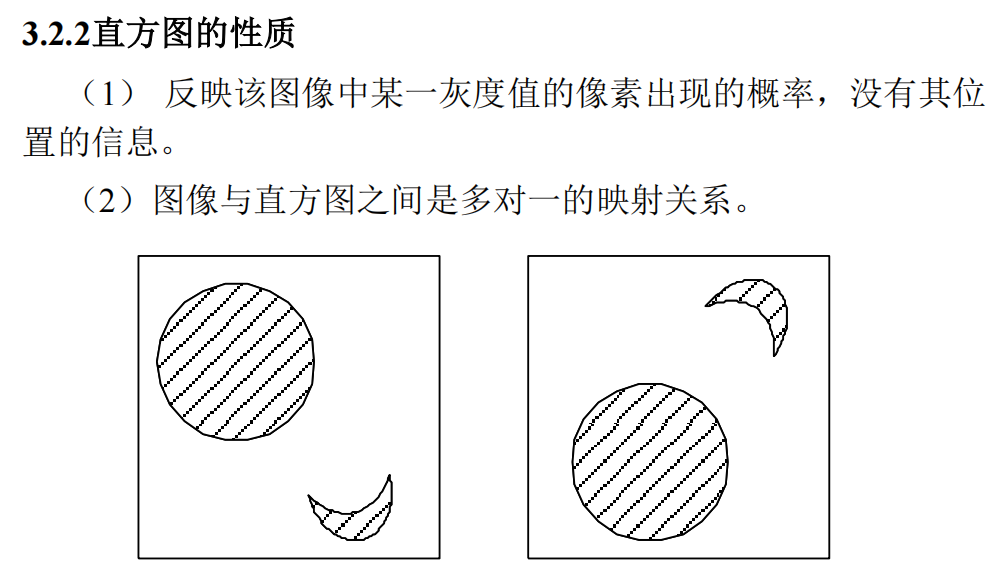 3.2.2直方图的性质
（1） 反映该图像中某一灰度值的像素出现的概率，没有其位
置的信息。
（2）图像与直方图之间是多对一的映射关系。